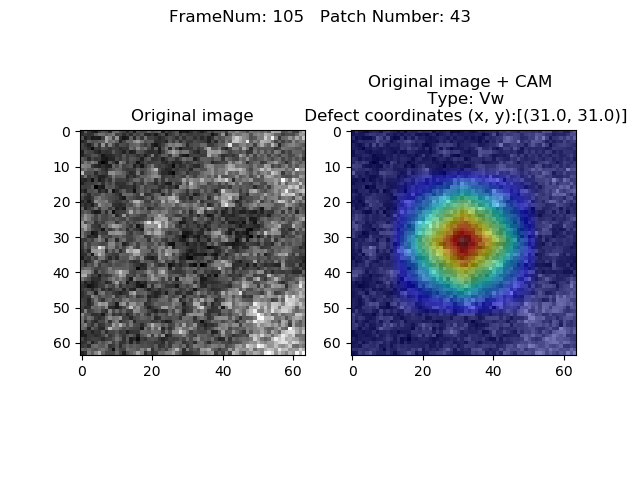 FrameNum: 105   Patch Number: 43
Original image
Original image + CAM
Type: Vw
Defect coordinates (x, y):[(31.0, 31.0)]
0
10
20
30
40
50
60
0 20 40 60
0
10
20
30
40
50
60
0 20 40 60